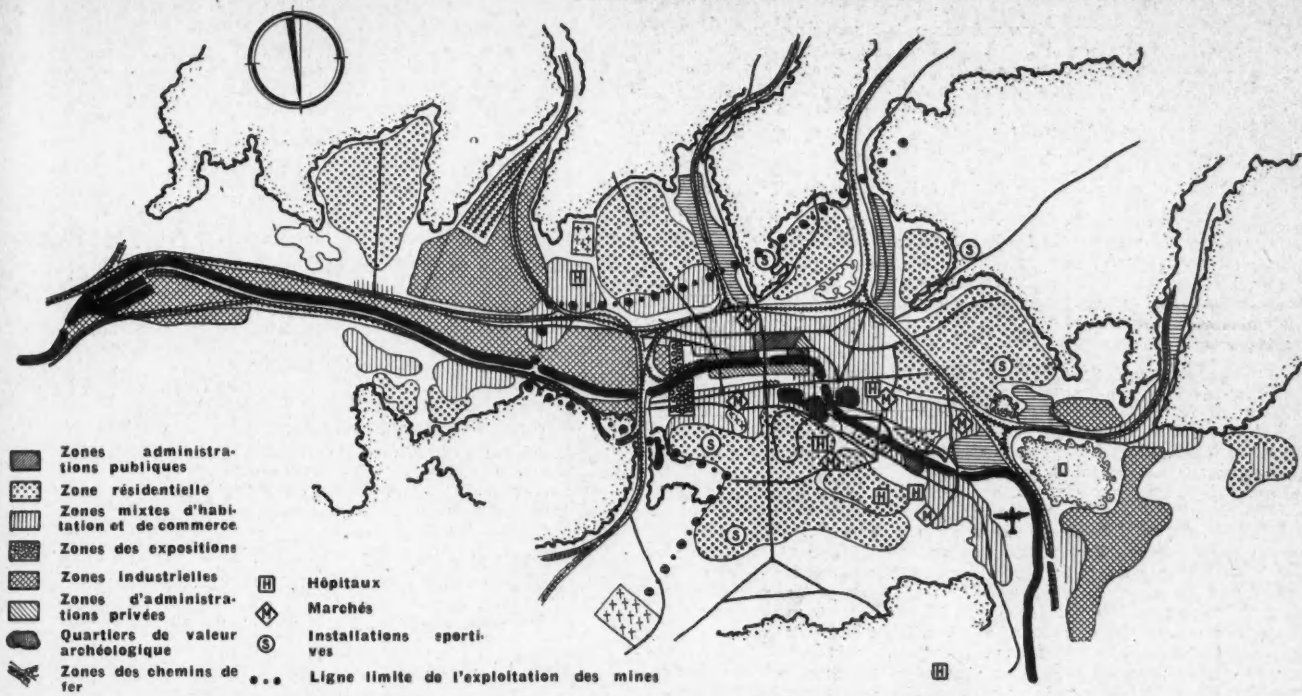 Zones administra-
tions publiques
Zone résidentielle
Zones mixtes d'habi-
tation et de commerce
Zones des expositions
Zones industrielles
Zones d'administra-
tions privées
Quartiers de valeur
archéologique
Zones des chemins de
fer
H Hôpitaux
M Marchés
S Installations sporti-
ves
Ligne limite de l'exploitation des mines
H
S
S
M
S
H
M
M
H
M
S
M
H
H
M
S
H